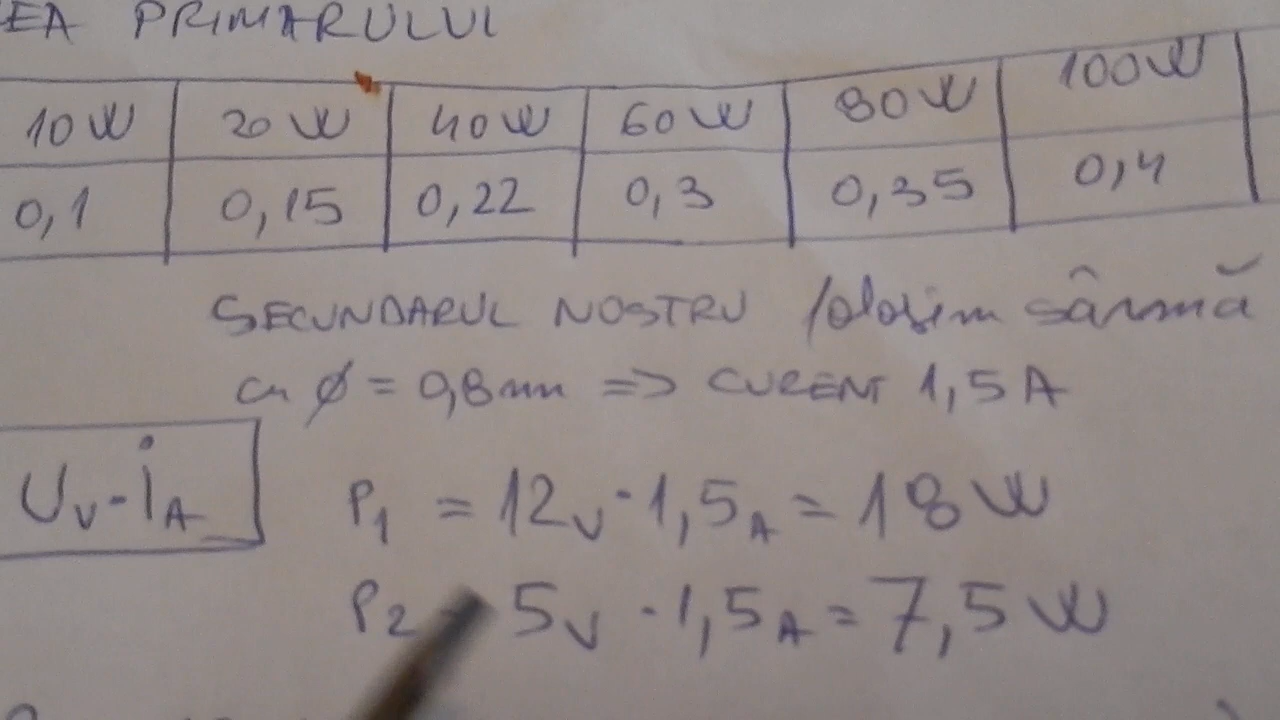 EA PRIMARULUI
10W 20W 40W 60W 80W 100W
0,1 0,15 0,22 0,3 0,35 0,4
SECUNDARUL NOSTRU folosim sârmă
cu ø = 0,8mm => CURENT 1,5A
UV·iA
P1 = 12V·1,5A = 18W
P2 = 5V·1,5A = 7,5W